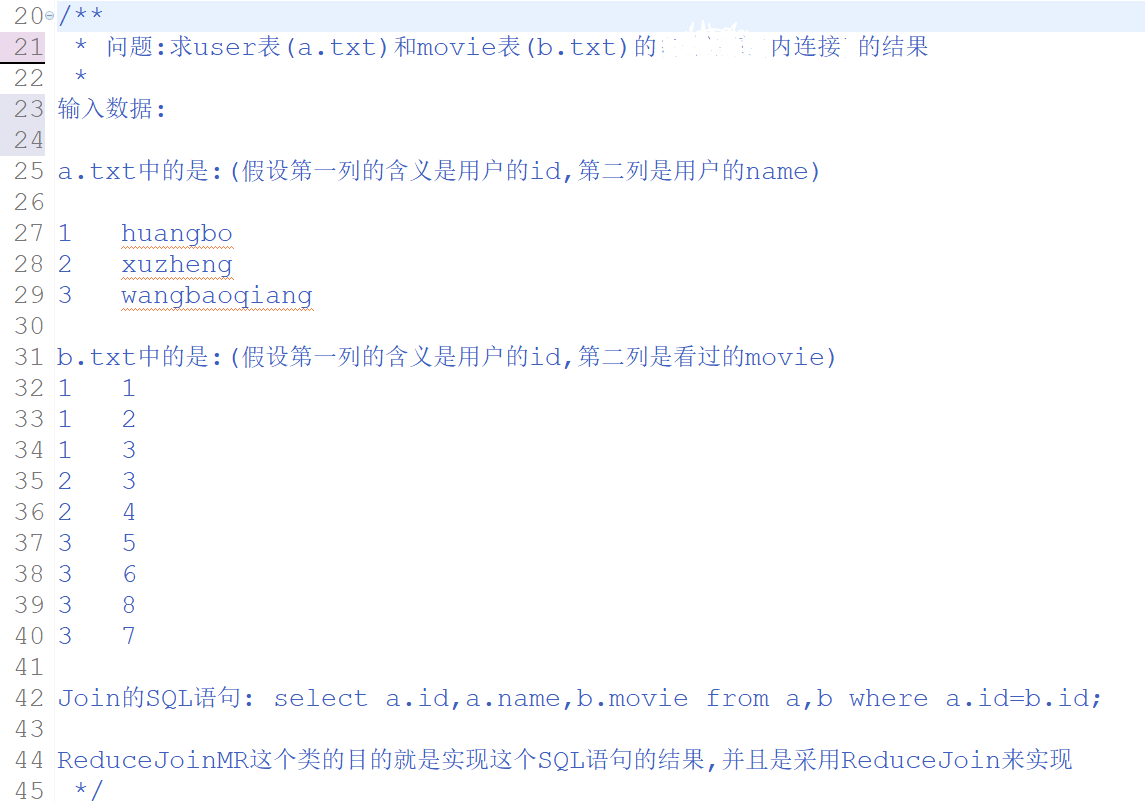 20 /**
21 * 问题:求user表(a.txt)和movie表(b.txt)的 内连接 的结果
22 *
23 输入数据:
24
25 a.txt中的是:(假设第一列的含义是用户的id,第二列是用户的name)
26
27 1 huangbo
28 2 xuzheng
29 3 wangbaoqiang
30
31 b.txt中的是:(假设第一列的含义是用户的id,第二列是看过的movie)
32 1 1
33 1 2
34 1 3
35 2 3
36 2 4
37 3 5
38 3 6
39 3 8
40 3 7
41
42 Join的SQL语句: select a.id,a.name,b.movie from a,b where a.id=b.id;
43
44 ReduceJoinMR这个类的目的就是实现这个SQL语句的结果,并且是采用ReduceJoin来实现
45 */